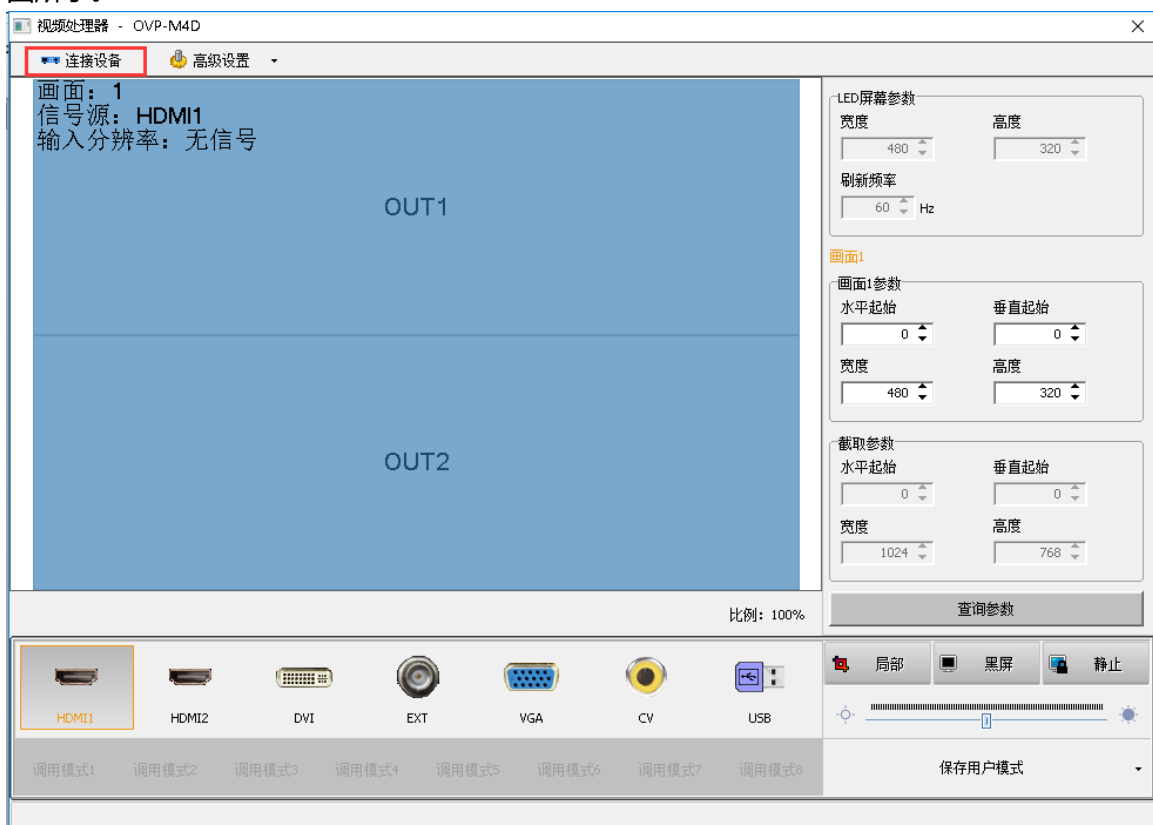 视频处理器 - OVP-M4D
连接设备
高级设置
画面：1
信号源：HDMI1
输入分辨率：无信号
OUT1
OUT2
比例：100%
LED屏幕参数
宽度 高度
480 320
刷新频率
60 Hz
画面1
画面1参数
水平起始 垂直起始
0 0
宽度 高度
480 320
截取参数
水平起始 垂直起始
0 0
宽度 高度
1024 768
查询参数
HDMI1 HDMI2 DVI EXT VGA CV USB
局部 黑屏 静止
调用模式1 调用模式2 调用模式3 调用模式4 调用模式5 调用模式6 调用模式7 调用模式8
保存用户模式